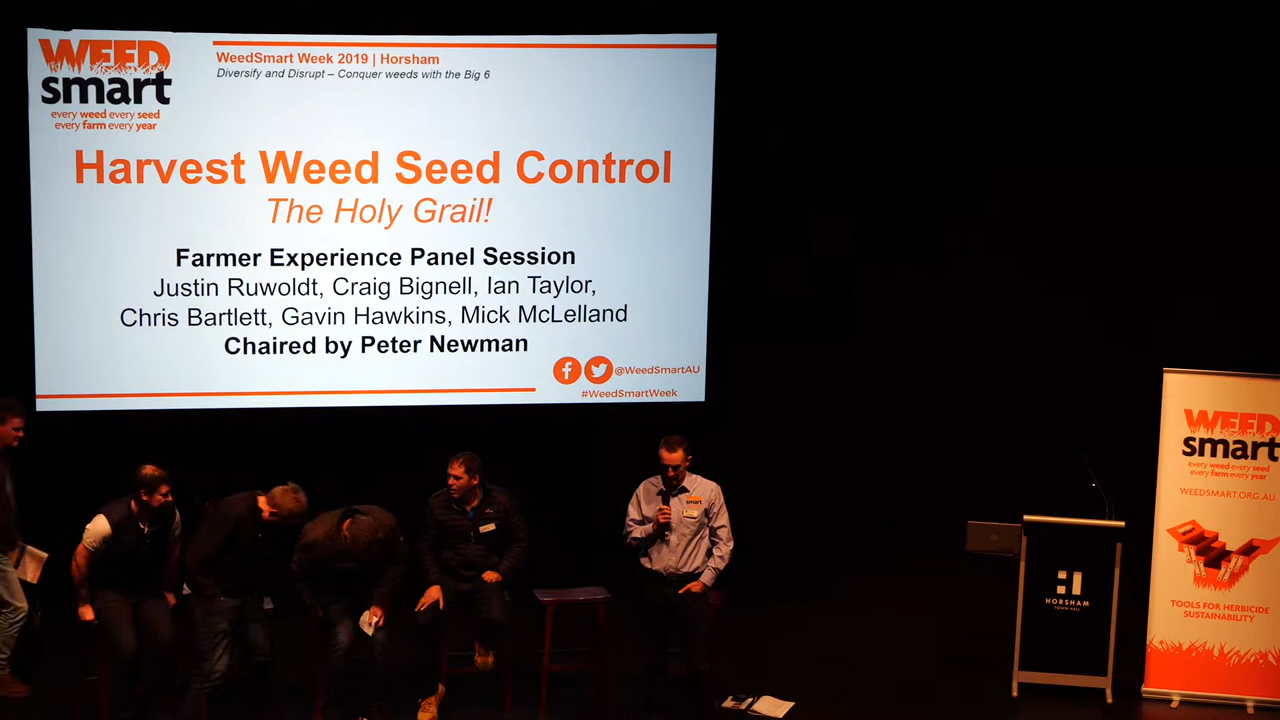 WEED
smart
every weed every seed
every farm every year
WeedSmart Week 2019 | Horsham
Diversify and Disrupt – Conquer weeds with the Big 6
Harvest Weed Seed Control
The Holy Grail!
Farmer Experience Panel Session
Justin Ruwoldt, Craig Bignell, Ian Taylor,
Chris Bartlett, Gavin Hawkins, Mick McLelland
Chaired by Peter Newman
@WeedSmartAU
#WeedSmartWeek
smart
HORSHAM
TOWN HALL
WEED
smart
every weed every seed
every farm every year
WEEDSMART.ORG.AU
TOOLS FOR HERBICIDE
SUSTAINABILITY